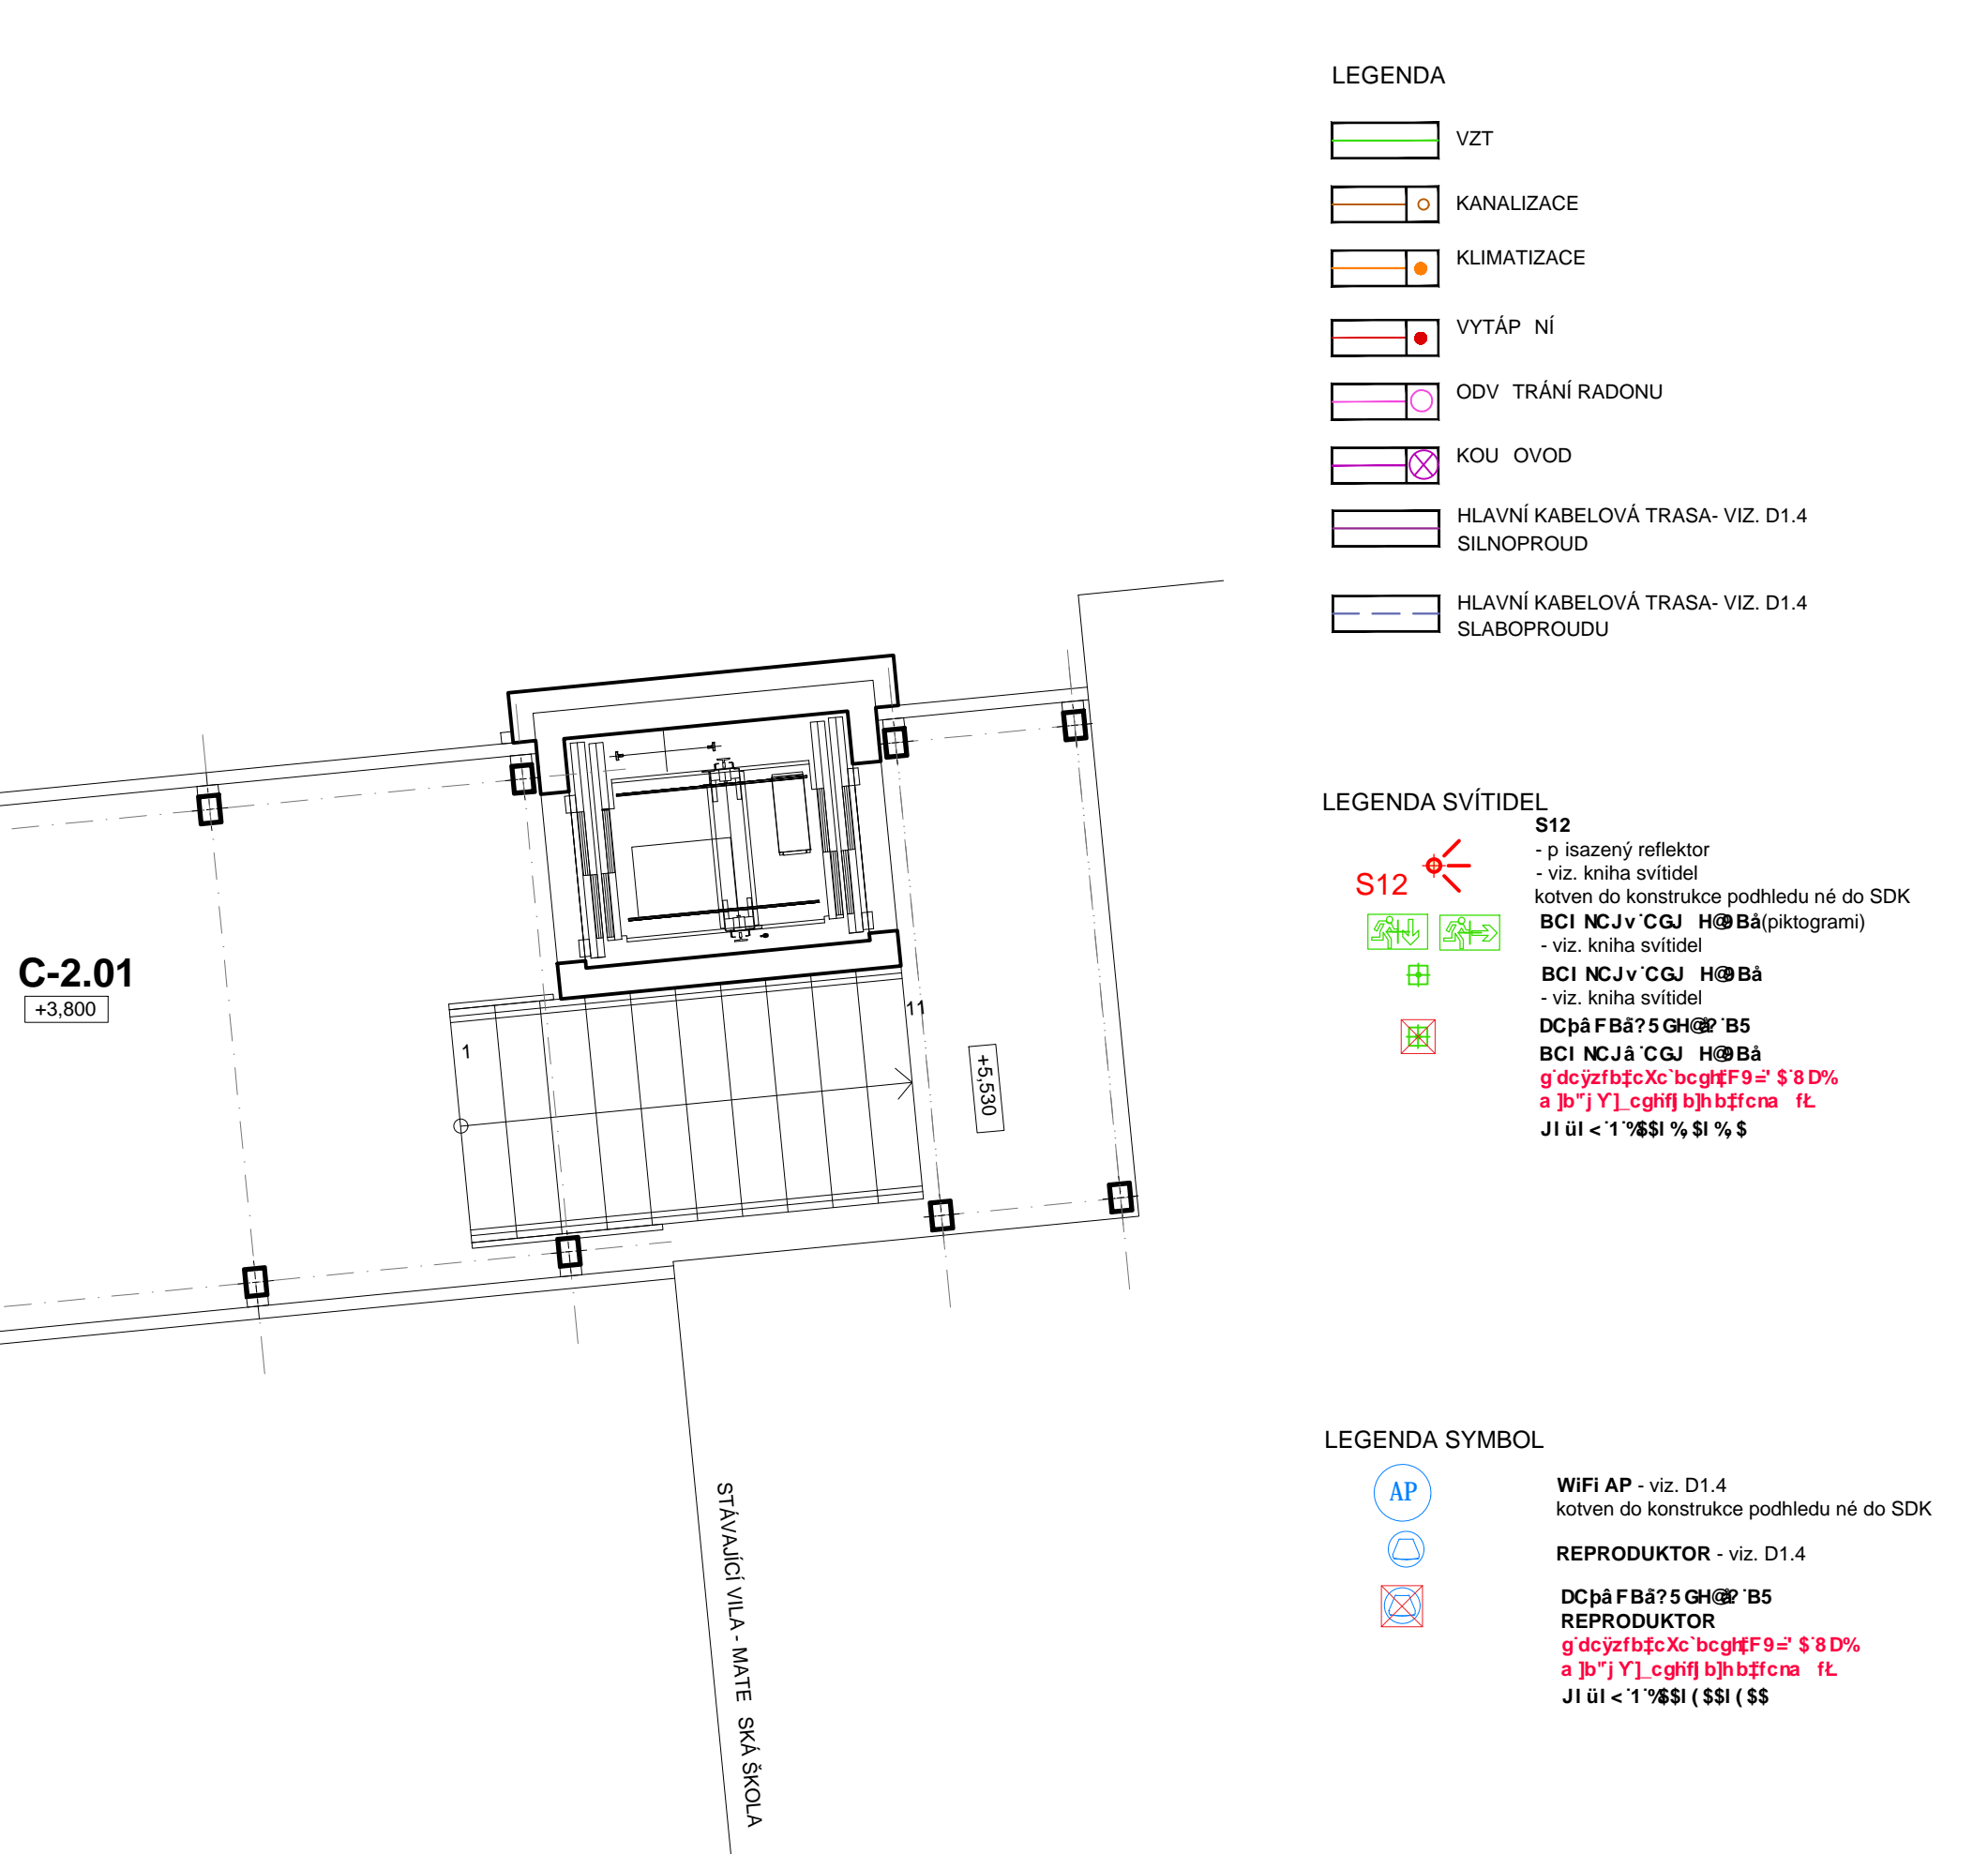 LEGENDA
VZT
KANALIZACE
KLIMATIZACE
VYTÁP NÍ
ODV TRÁNÍ RADONU
KOU OVOD
HLAVNÍ KABELOVÁ TRASA- VIZ. D1.4
SILNOPROUD
HLAVNÍ KABELOVÁ TRASA- VIZ. D1.4
SLABOPROUDU
LEGENDA SVÍTIDEL
S12
S12
- p isazený reflektor
- viz. kniha svítidel
kotven do konstrukce podhledu né do SDK
(piktogrami)
- viz. kniha svítidel
- viz. kniha svítidel
C-2.01
+3,800
1
11
+5,530
STÁVAJÍCÍ VILA - MATE SKÁ ŠKOLA
LEGENDA SYMBOL
AP
WiFi AP - viz. D1.4
kotven do konstrukce podhledu né do SDK
REPRODUKTOR - viz. D1.4
REPRODUKTOR